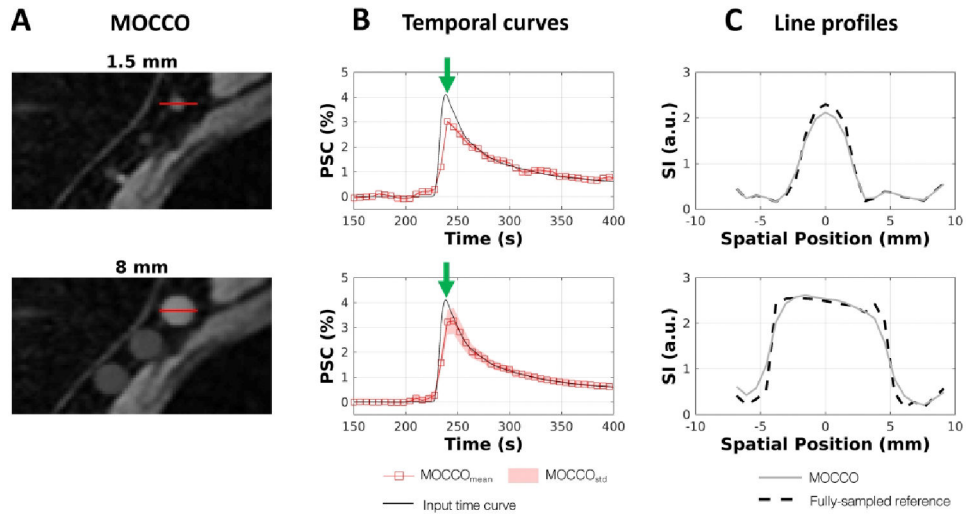 A
MOCCO
B
Temporal curves
C
Line profiles
1.5 mm
5
4
3
2
1
0
PSC (%)
150
200
250
300
350
400
Time (s)
3
2
1
0
SI (a.u.)
-10
-5
0
5
10
Spatial Position (mm)
8 mm
5
4
3
2
1
0
PSC (%)
150
200
250
300
350
400
Time (s)
3
2
1
0
SI (a.u.)
-10
-5
0
5
10
Spatial Position (mm)
MOCCOmean
MOCCOstd
Input time curve
MOCCO
Fully-sampled reference